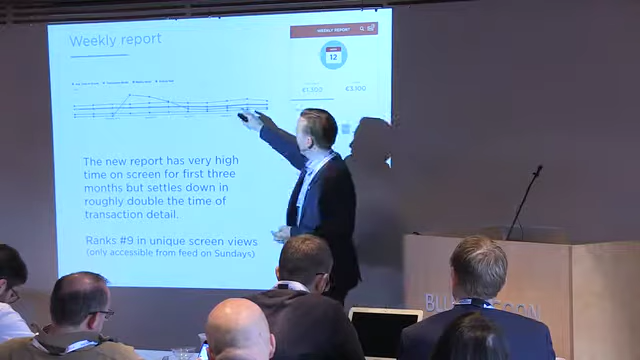 Weekly report
WEEKLY REPORT
12
€1,300
€3,100
The new report has very high
time on screen for first three
months but settles down in
roughly double the time of
transaction detail.
Ranks #9 in unique screen views
(only accessible from feed on Sundays)